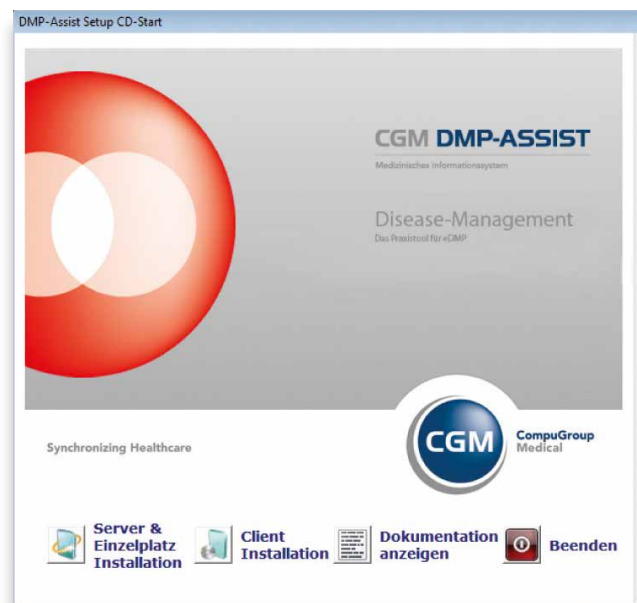 DMP-Assist Setup CD-Start
CGM DMP-ASSIST
Medizinisches Informationssystem
Disease-Management
Das Praxistool für eDMP
Synchronizing Healthcare
CGM
CompuGroup
Medical
Server &
Einzelplatz
Installation
Client
Installation
Dokumentation
anzeigen
Beenden